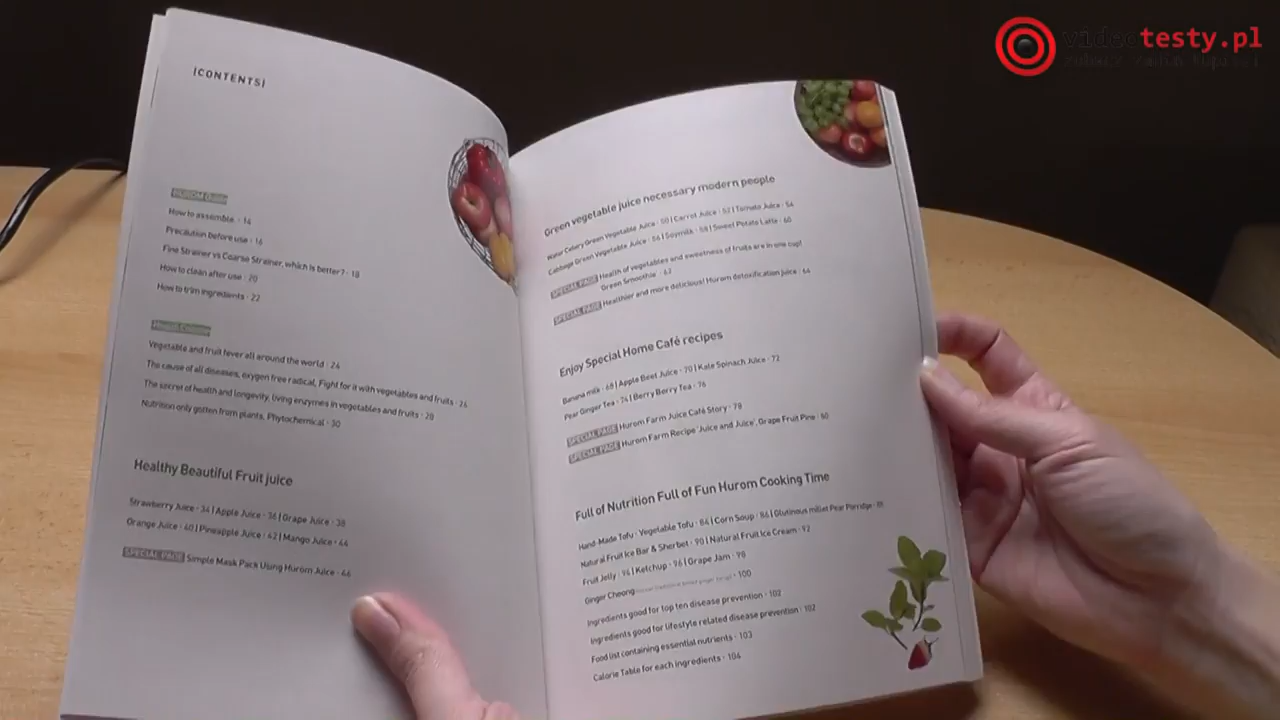 videotesty.pl
|CONTENTS|
HUROM Guide
How to assemble · 14
Precaution before use · 16
Fine Strainer vs Coarse Strainer, which is better? · 18
How to clean after use · 20
How to trim ingredients · 22
Vegetable and fruit fever all around the world · 24
The cause of all diseases, oxygen free radical, Fight for it with vegetables and fruits · 26
The secret of health and longevity, living enzymes in vegetables and fruits · 28
Nutrition only gotten from plants, Phytochemical · 30
Healthy Beautiful Fruit juice
Strawberry Juice · 34 | Apple Juice · 36 | Grape Juice · 38
Orange Juice · 40 | Pineapple Juice · 42 | Mango Juice · 44
SPECIAL PAGE Simple Mask Pack Using Hurom Juice · 46
Green vegetable juice necessary modern people
Water Celery Green Vegetable Juice · 50 | Carrot Juice · 52 | Tomato Juice · 54
Cabbage Green Vegetable Juice · 56 | Soymilk · 58 | Sweet Potato Latte · 60
SPECIAL PAGE Health of vegetables and sweetness of fruits are in one cup!
Green Smoothie · 62
SPECIAL PAGE Healthier and more delicious! Hurom detoxification juice · 64
Enjoy Special Home Café recipes
Banana milk · 68 | Apple Beet Juice · 70 | Kale Spinach Juice · 72
Pear Ginger Tea · 74 | Berry Berry Tea · 76
SPECIAL PAGE Hurom Farm Juice Café Story · 78
SPECIAL PAGE Hurom Farm Recipe 'Juice and Juice', Grape Fruit Pine · 80
Full of Nutrition Full of Fun Hurom Cooking Time
Hand-Made Tofu · Vegetable Tofu · 84 | Corn Soup · 86 | Glutinous millet Pear Porridge ·
Natural Fruit Ice Bar & Sherbet · 90 | Natural Fruit Ice Cream · 92
Fruit Jelly · 94 | Ketchup · 96 | Grape Jam · 98
Ginger Cheong · 100
Ingredients good for top ten disease prevention · 102
Ingredients good for lifestyle related disease prevention · 102
Food list containing essential nutrients · 103
Calorie Table for each ingredients · 104